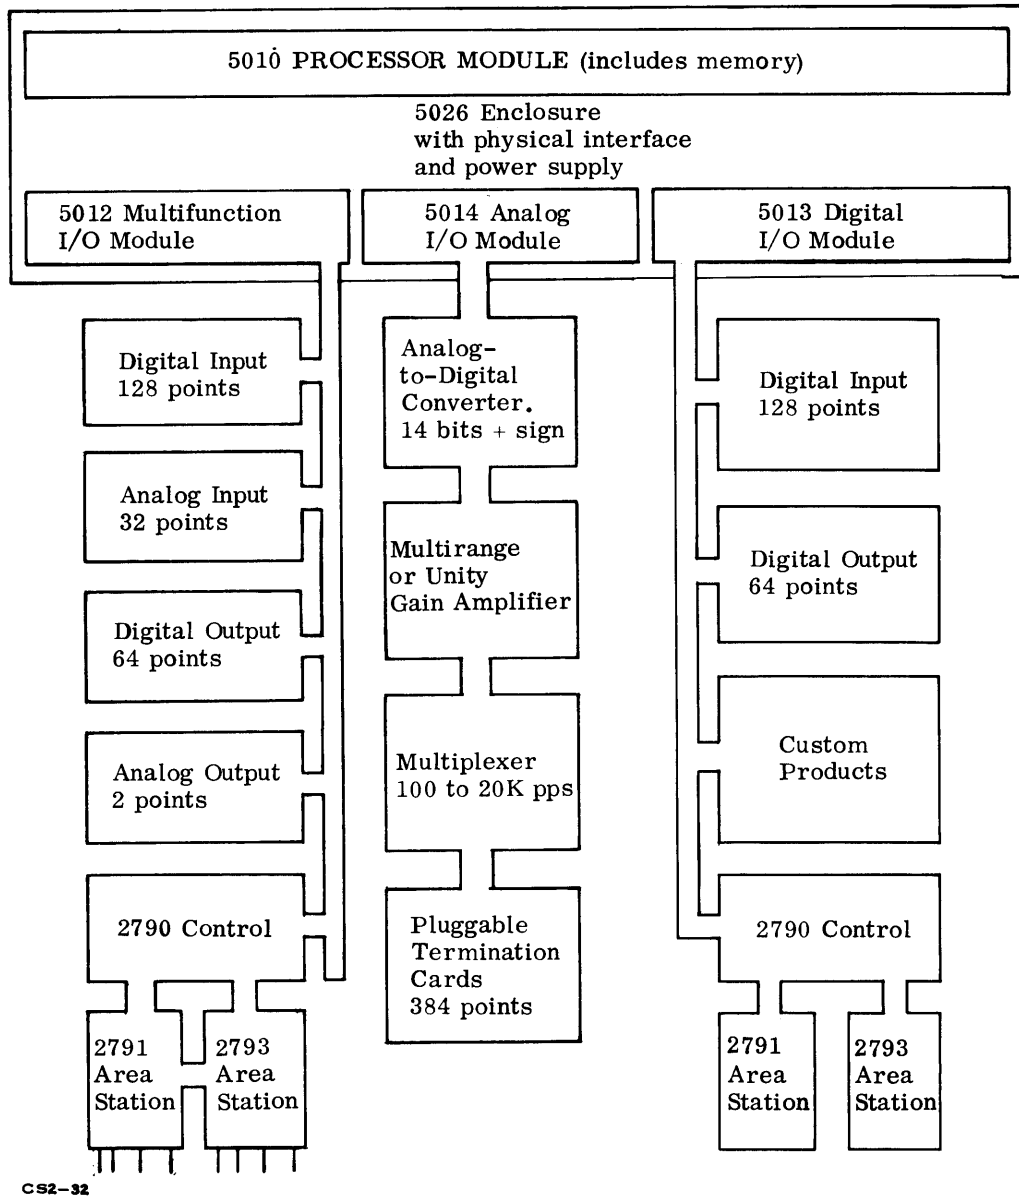 5010 PROCESSOR MODULE (includes memory)
5026 Enclosure
with physical interface
and power supply
5012 Multifunction
I/O Module
5014 Analog
I/O Module
5013 Digital
I/O Module
Digital Input
128 points
Analog Input
32 points
Digital Output
64 points
Analog Output
2 points
2790 Control
2791
Area
Station
2793
Area
Station
Analog-
to-Digital
Converter.
14 bits + sign
Multirange
or Unity
Gain Amplifier
Multiplexer
100 to 20K pps
Pluggable
Termination
Cards
384 points
Digital Input
128 points
Digital Output
64 points
Custom
Products
2790 Control
2791
Area
Station
2793
Area
Station
CS2-32